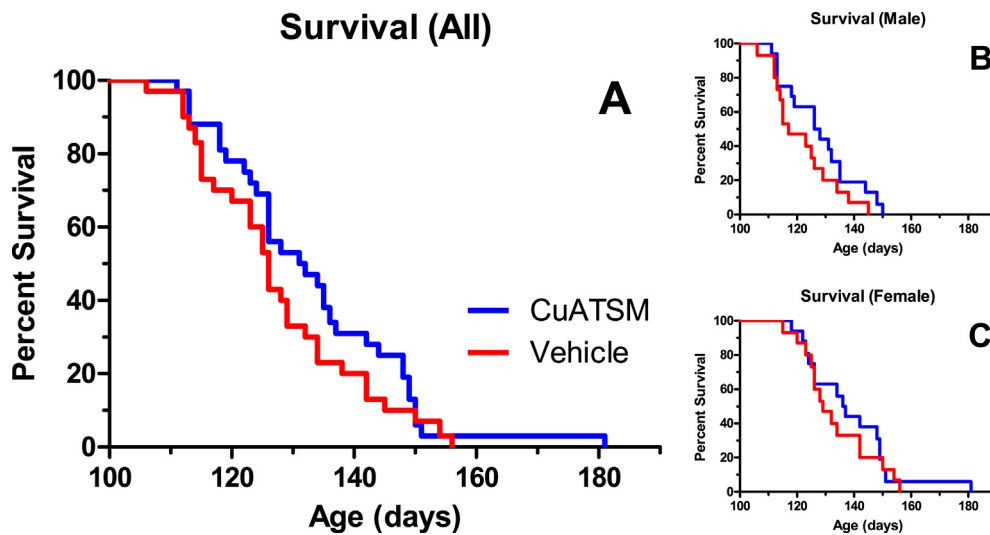 Survival (All)
A
Percent Survival
100
80
60
40
20
0
CuATSM
Vehicle
100
120
140
160
180
Age (days)
Survival (Male)
B
Percent Survival
100
80
60
40
20
0
100
120
140
160
180
Age (days)
Survival (Female)
C
Percent Survival
100
80
60
40
20
0
100
120
140
160
180
Age (days)